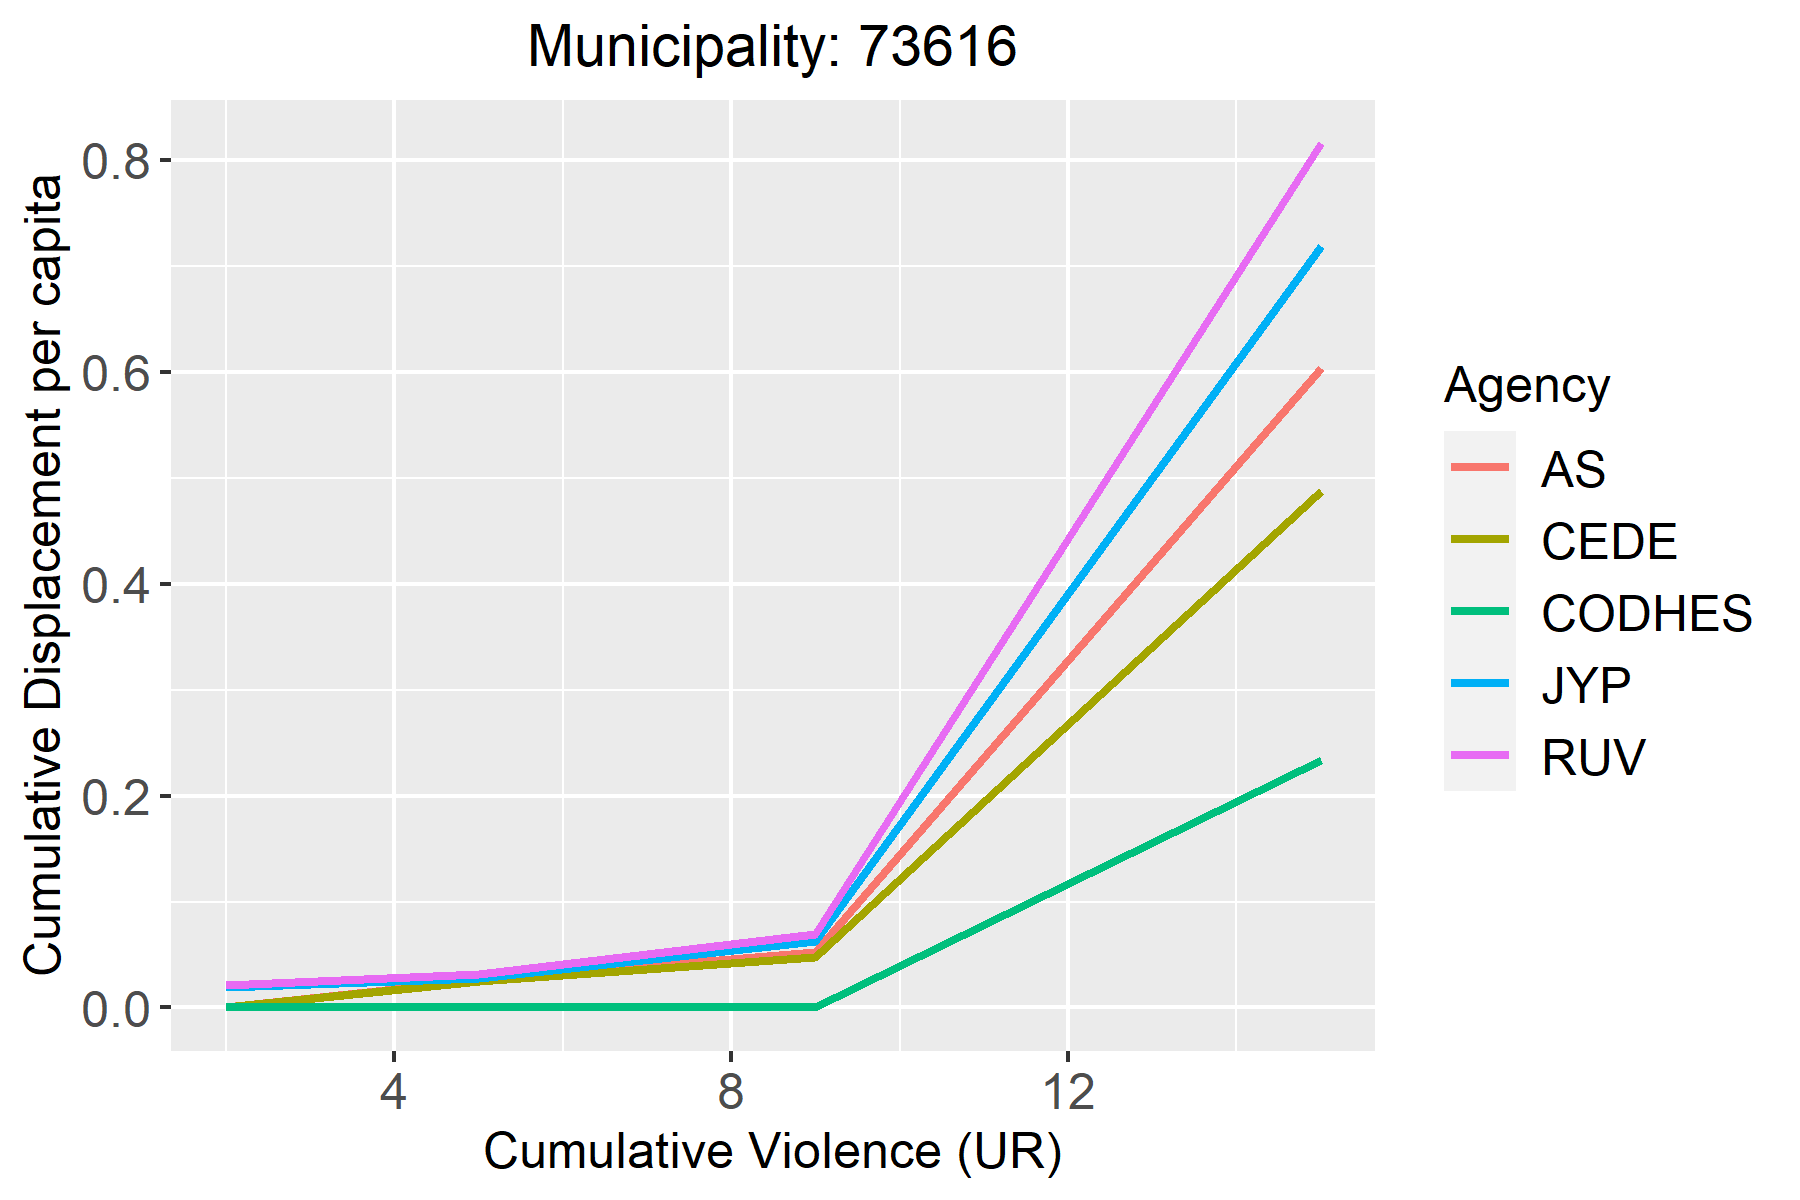 Municipality: 73616
Cumulative Displacement per capita
0.8
0.6
0.4
0.2
0.0
4 8 12
Cumulative Violence (UR)
Agency
AS
CEDE
CODHES
JYP
RUV